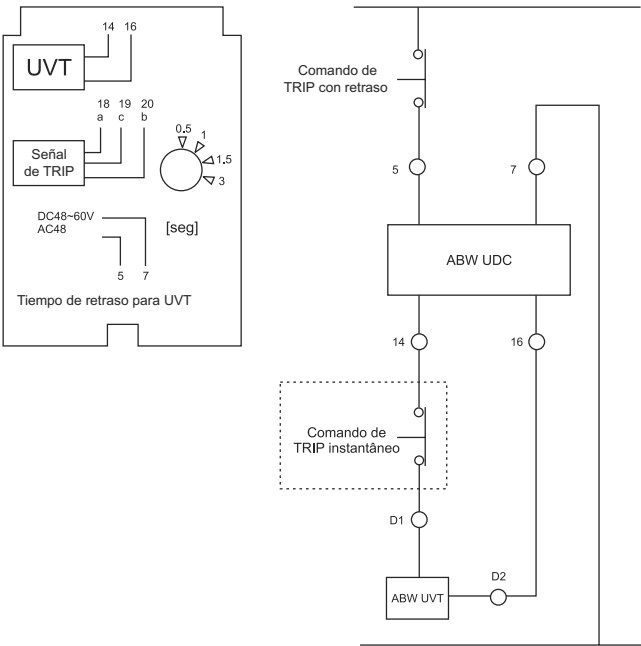 14 16
UVT
18 19 20
a c b
Señal
de TRIP
0.5
1
1.5
3
DC48~60V
AC48
[seg]
5 7
Tiempo de retraso para UVT
Comando de
TRIP con retraso
5
7
ABW UDC
14
16
Comando de
TRIP instantâneo
D1
D2
ABW UVT